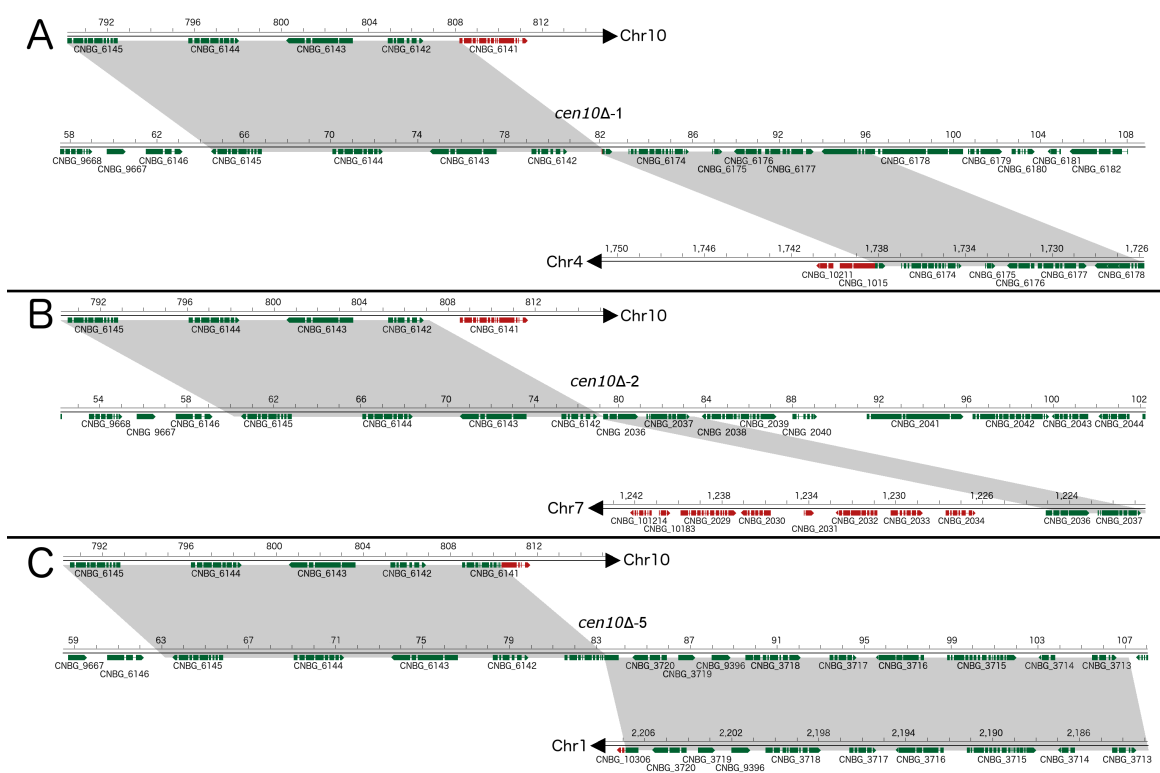 A
792 796 800 804 808 812
Chr10
CNBG_6145 CNBG_6144 CNBG_6143 CNBG_6142 CNBG_6141
cen10Δ-1
58 62 66 70 74 78 82 86 92 96 100 104 108
CNBG_9668 CNBG_6146 CNBG_6145 CNBG_6144 CNBG_6143 CNBG_6142 CNBG_6174 CNBG_6176 CNBG_6178 CNBG_6179 CNBG_6181
CNBG_9667 CNBG_6175 CNBG_6177 CNBG_6180 CNBG_6182
1,750 1,746 1,742 1,738 1,734 1,730 1,726
Chr4
CNBG_10211 CNBG_6174 CNBG_6175 CNBG_6177 CNBG_6178
CNBG_1015 CNBG_6176
B
792 796 800 804 808 812
Chr10
CNBG_6145 CNBG_6144 CNBG_6143 CNBG_6142 CNBG_6141
cen10Δ-2
54 58 62 66 70 74 80 84 88 92 96 100 102
CNBG_9668 CNBG_6146 CNBG_6145 CNBG_6144 CNBG_6143 CNBG_6142 CNBG_2037 CNBG_2039 CNBG_2041 CNBG_2042 CNBG_2043 CNBG_2044
CNBG_9667 CNBG_2036 CNBG_2038 CNBG_2040
1,242 1,238 1,234 1,230 1,226 1,224
Chr7
CNBG_101214 CNBG_2029 CNBG_2030 CNBG_2032 CNBG_2033 CNBG_2034 CNBG_2036 CNBG_2037
CNBG_10183 CNBG_2031
C
792 796 800 804 808 812
Chr10
CNBG_6145 CNBG_6144 CNBG_6143 CNBG_6142 CNBG_6141
cen10Δ-5
59 63 67 71 75 79 83 87 91 95 99 103 107
CNBG_9667 CNBG_6145 CNBG_6144 CNBG_6143 CNBG_6142 CNBG_3720 CNBG_9396 CNBG_3718 CNBG_3717 CNBG_3716 CNBG_3715 CNBG_3714 CNBG_3713
CNBG_6146 CNBG_3719
2,206 2,202 2,198 2,194 2,190 2,186
Chr1
CNBG_10306 CNBG_3719 CNBG_3718 CNBG_3717 CNBG_3716 CNBG_3715 CNBG_3714 CNBG_3713
CNBG_3720 CNBG_9396